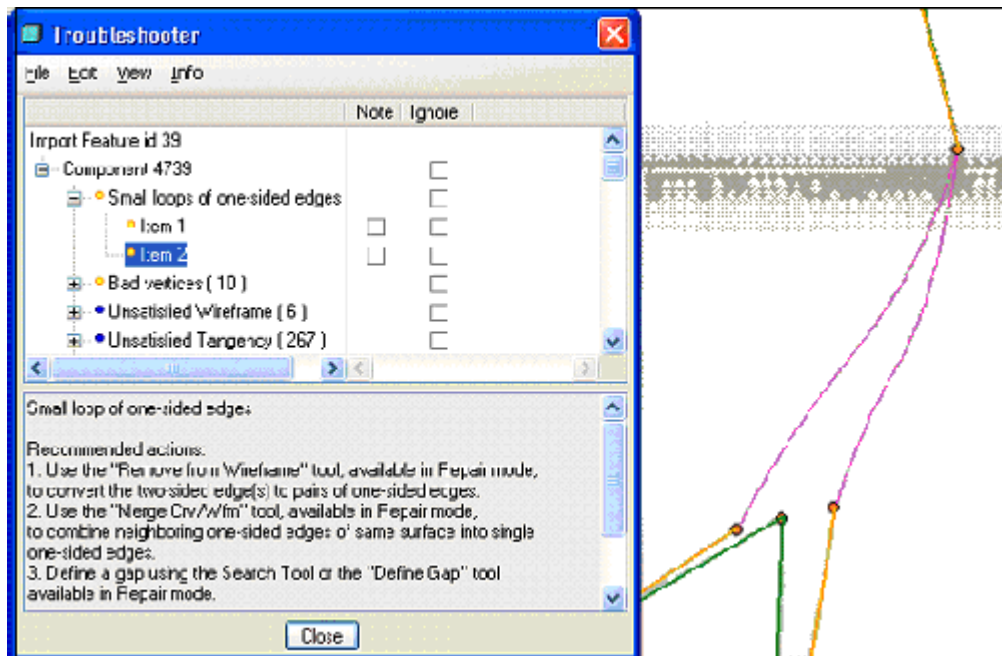 Troubleshooter
File Edit View Info
Note Ignore
Import Feature id 39
Component 4739
Small loops of one-sided edges
Item 1
Item 2
Bad vertices ( 10 )
Unsatisfied Wireframe ( 6 )
Unsatisfied Tangency ( 267 )
Small loop of one-sided edges
Recommended actions:
1. Use the "Remove from Wireframe" tool, available in Repair mode,
to convert the two-sided edge(s) to pairs of one-sided edges.
2. Use the "Merge Crv/Wfm" tool, available in Repair mode,
to combine neighboring one-sided edges of same surface into single
one-sided edges.
3. Define a gap using the Search Tool or the "Define Gap" tool
available in Repair mode.
Close